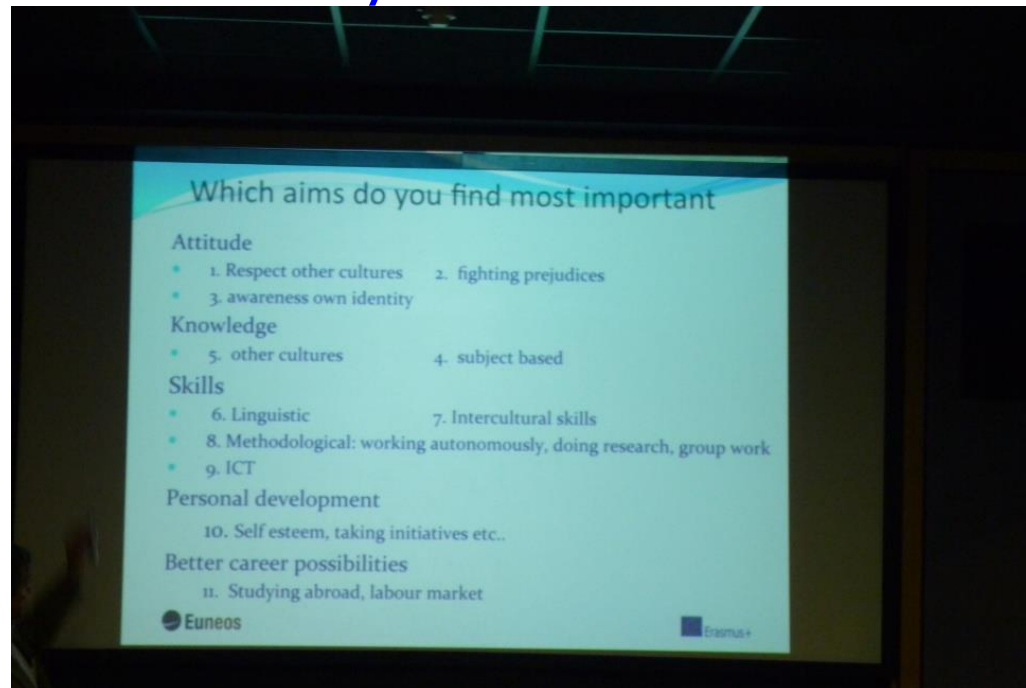 Which aims do you find most important
Attitude
• 1. Respect other cultures 2. fighting prejudices
• 3. awareness own identity
Knowledge
• 5. other cultures 4. subject based
Skills
• 6. Linguistic 7. Intercultural skills
• 8. Methodological: working autonomously, doing research, group work
• 9. ICT
Personal development
10. Self esteem, taking initiatives etc..
Better career possibilities
11. Studying abroad, labour market
Euneos Erasmus+